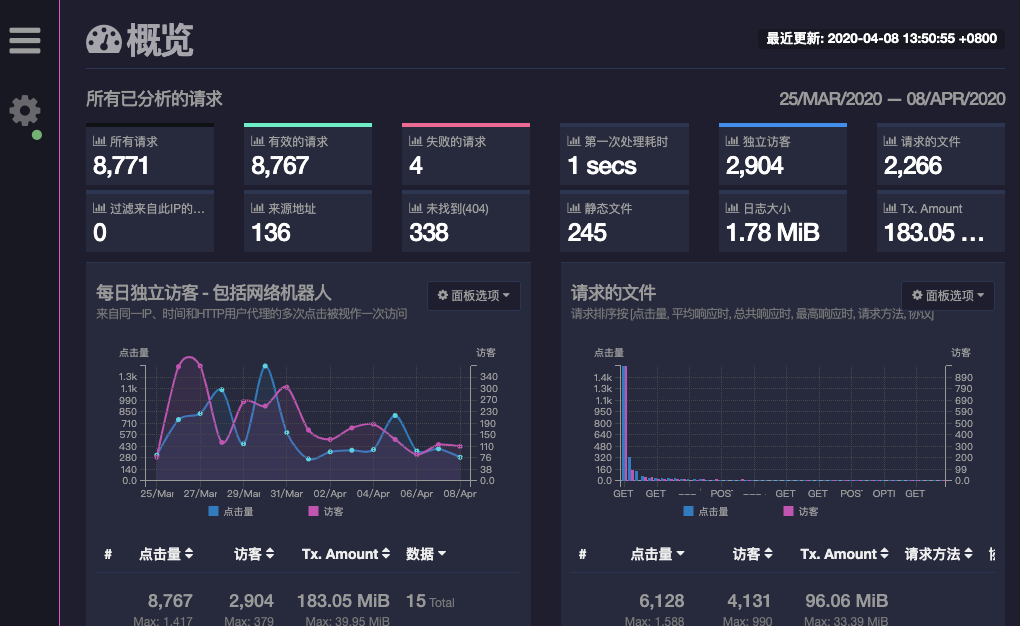 概览
最近更新: 2020-04-08 13:50:55 +0800
所有已分析的请求
25/MAR/2020 — 08/APR/2020
所有请求
8,771
有效的请求
8,767
失败的请求
4
第一次处理耗时
1 secs
独立访客
2,904
请求的文件
2,266
过滤来自此IP的...
0
来源地址
136
未找到(404)
338
静态文件
245
日志大小
1.78 MiB
Tx. Amount
183.05 ...
每日独立访客 - 包括网络机器人
面板选项
来自同一IP、时间和HTTP用户代理的多次点击被视作一次访问
点击量 访客
1.3k 340
1.1k 300
990 270
850 230
710 190
570 150
430 110
280 76
140 38
0.0 0.0
25/Mar 27/Mar 29/Mar 31/Mar 02/Apr 04/Apr 06/Apr 08/Apr
点击量 访客
# 点击量 访客 Tx. Amount 数据
8,767 2,904 183.05 MiB 15 Total
Max: 1,417 Max: 379 Max: 39.95 MiB
请求的文件
面板选项
请求排序按 [点击量, 平均响应时, 总共响应时, 最高响应时, 请求方法, 协议]
点击量 访客
1.4k 890
1.3k 790
1.1k 690
950 590
800 500
640 400
480 300
320 200
160 99
0.0 0.0
GET GET --- POST --- GET GET POST OPTI GET
点击量 访客
# 点击量 访客 Tx. Amount 请求方法
6,128 4,131 96.06 MiB
Max: 1,588 Max: 990 Max: 33.39 MiB